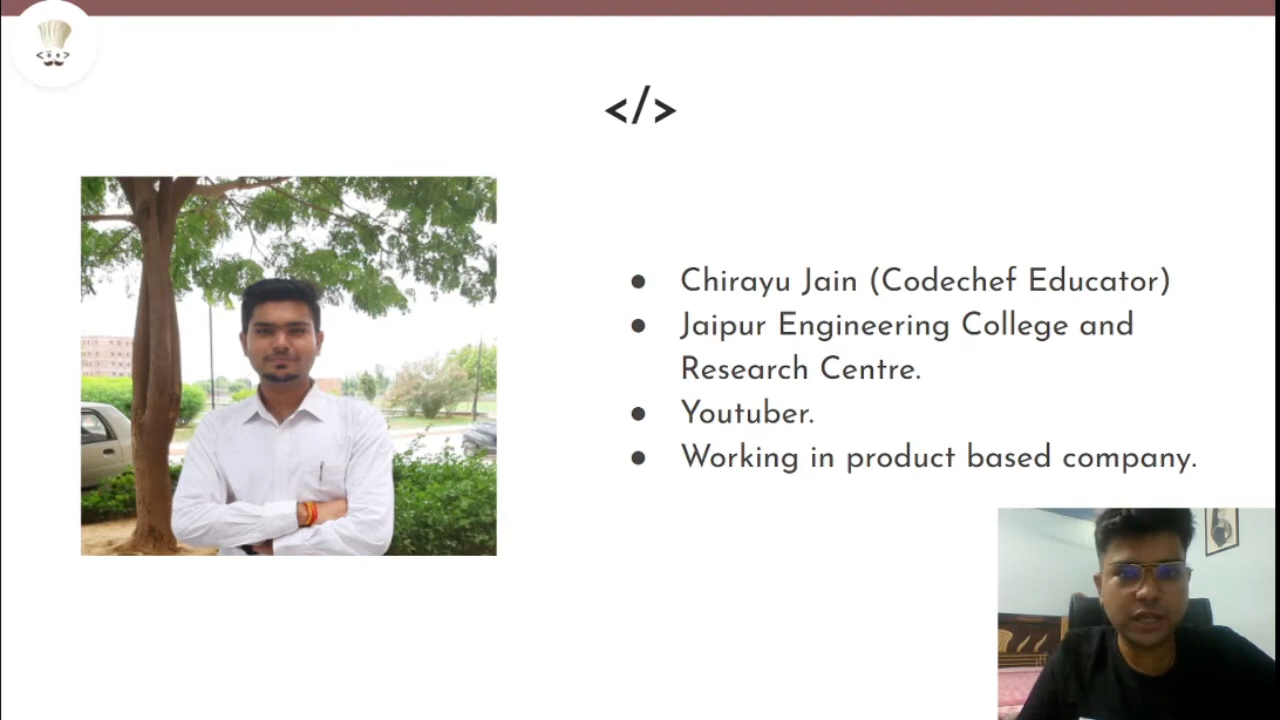 </>
● Chirayu Jain (Codechef Educator)
● Jaipur Engineering College and
Research Centre.
● Youtuber.
● Working in product based company.